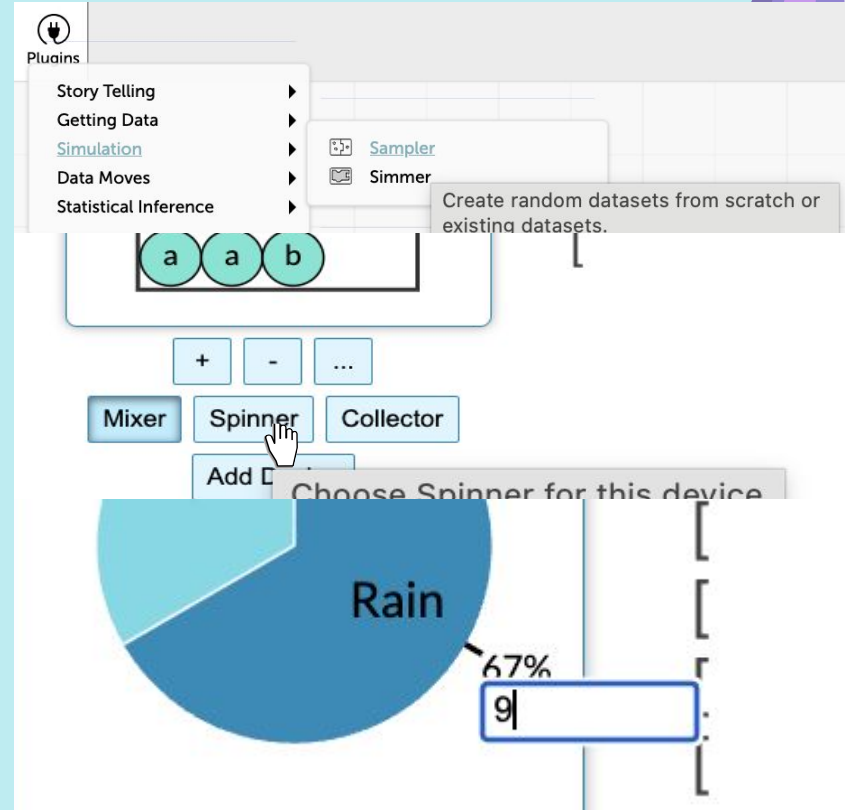 Plugins
Story Telling
Getting Data
Simulation
Sampler
Data Moves
Simmer
Statistical Inference
Create random datasets from scratch or
existing datasets.
a a b
[
+ - ...
Mixer Spinner Collector
Add
Choose Spinner for this device
[
Rain
[
67%
9
[